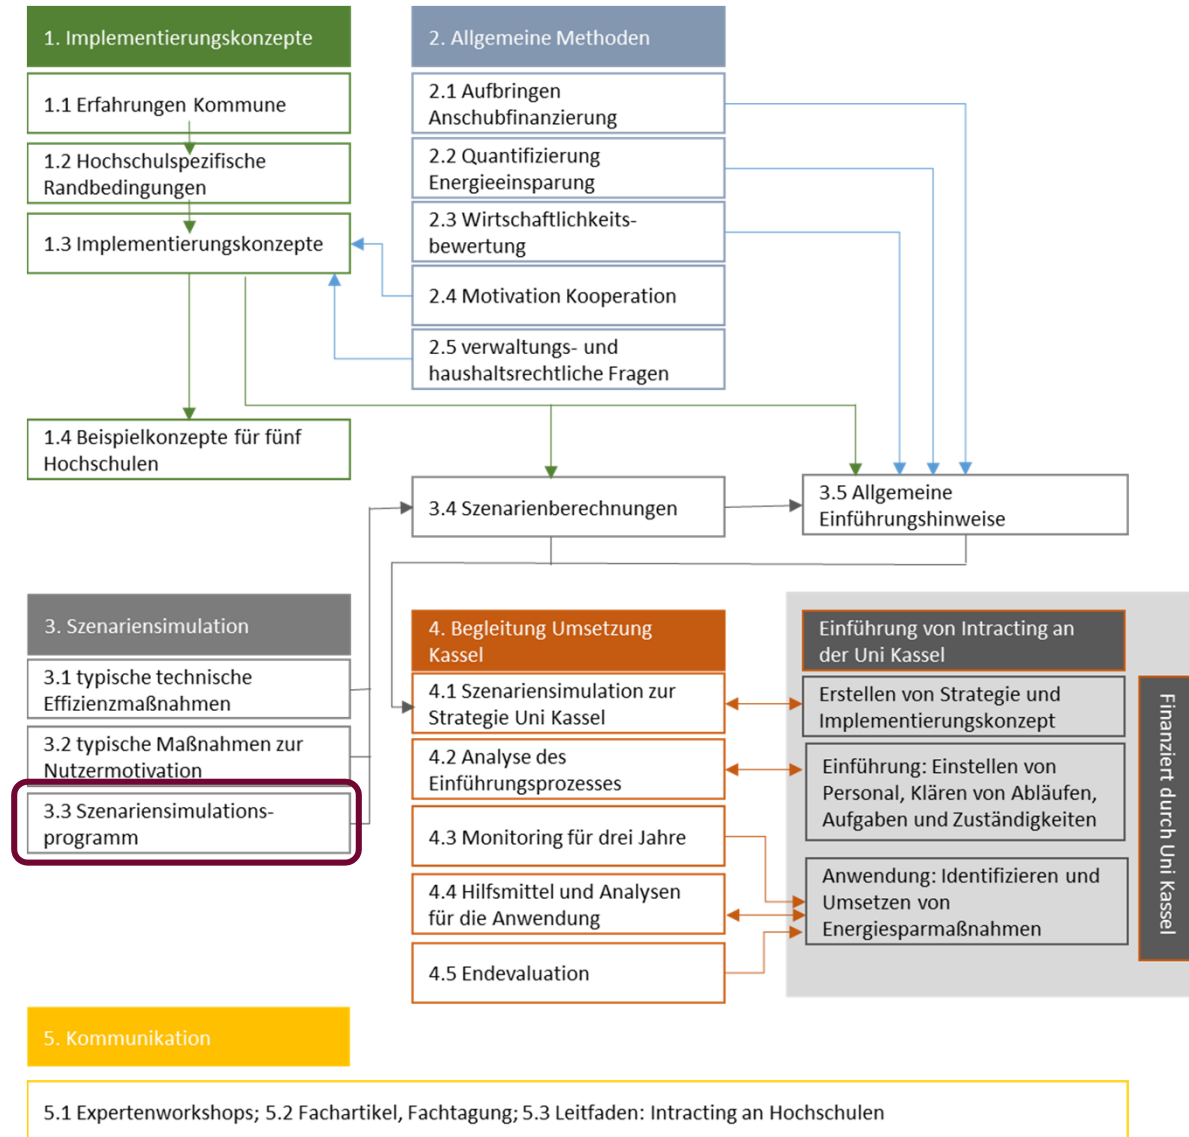 1. Implementierungskonzepte
1.1 Erfahrungen Kommune
1.2 Hochschulspezifische
Randbedingungen
1.3 Implementierungskonzepte
1.4 Beispielkonzepte für fünf
Hochschulen
2. Allgemeine Methoden
2.1 Aufbringen
Anschubfinanzierung
2.2 Quantifizierung
Energieeinsparung
2.3 Wirtschaftlichkeits-
bewertung
2.4 Motivation Kooperation
2.5 verwaltungs- und
haushaltsrechtliche Fragen
3.4 Szenarienberechnungen
3.5 Allgemeine
Einführungshinweise
3. Szenariensimulation
3.1 typische technische
Effizienzmaßnahmen
3.2 typische Maßnahmen zur
Nutzermotivation
3.3 Szenariensimulations-
programm
4. Begleitung Umsetzung
Kassel
4.1 Szenariensimulation zur
Strategie Uni Kassel
4.2 Analyse des
Einführungsprozesses
4.3 Monitoring für drei Jahre
4.4 Hilfsmittel und Analysen
für die Anwendung
4.5 Endevaluation
Einführung von Intracting an
der Uni Kassel
Erstellen von Strategie und
Implementierungskonzept
Einführung: Einstellen von
Personal, Klären von Abläufen,
Aufgaben und Zuständigkeiten
Anwendung: Identifizieren und
Umsetzen von
Energiesparmaßnahmen
Finanziert durch Uni Kassel
5. Kommunikation
5.1 Expertenworkshops; 5.2 Fachartikel, Fachtagung; 5.3 Leitfaden: Intracting an Hochschulen